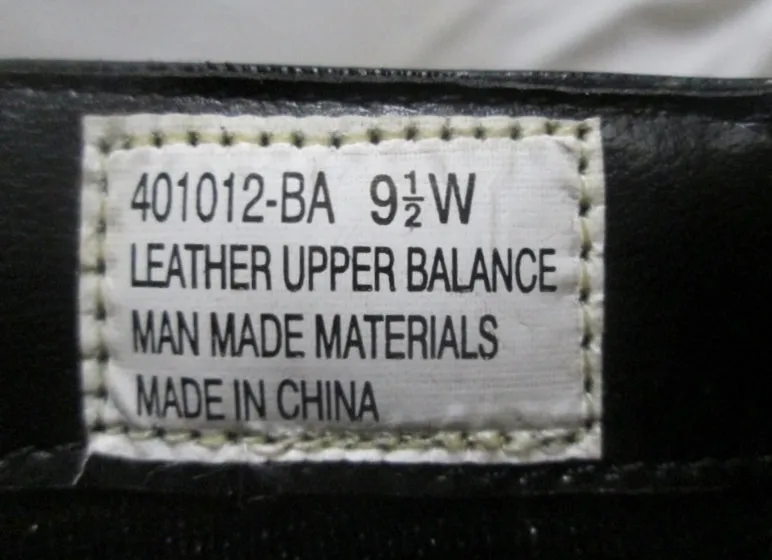 401012-BA 9½W
LEATHER UPPER BALANCE
MAN MADE MATERIALS
MADE IN CHINA